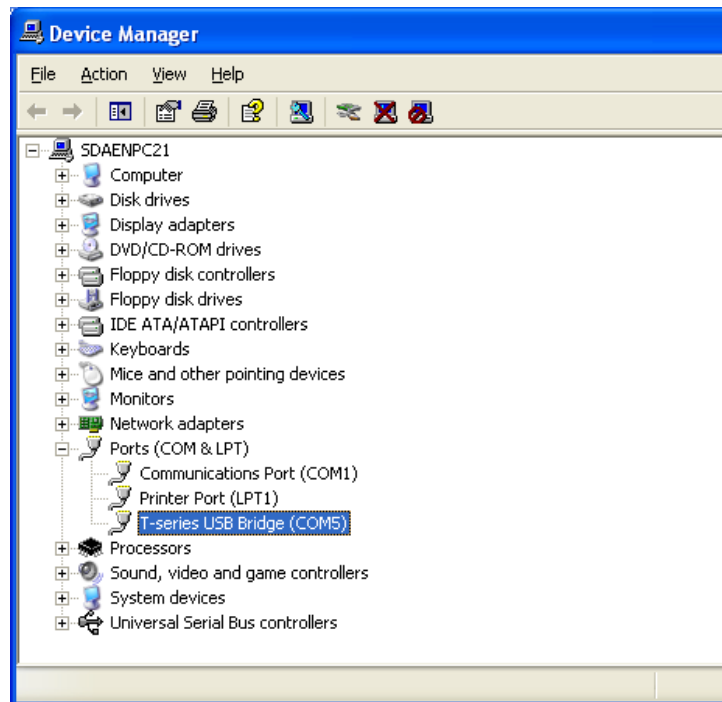 Device Manager
File Action View Help
SDAENPC21
Computer
Disk drives
Display adapters
DVD/CD-ROM drives
Floppy disk controllers
Floppy disk drives
IDE ATA/ATAPI controllers
Keyboards
Mice and other pointing devices
Monitors
Network adapters
Ports (COM & LPT)
Communications Port (COM1)
Printer Port (LPT1)
T-series USB Bridge (COM5)
Processors
Sound, video and game controllers
System devices
Universal Serial Bus controllers